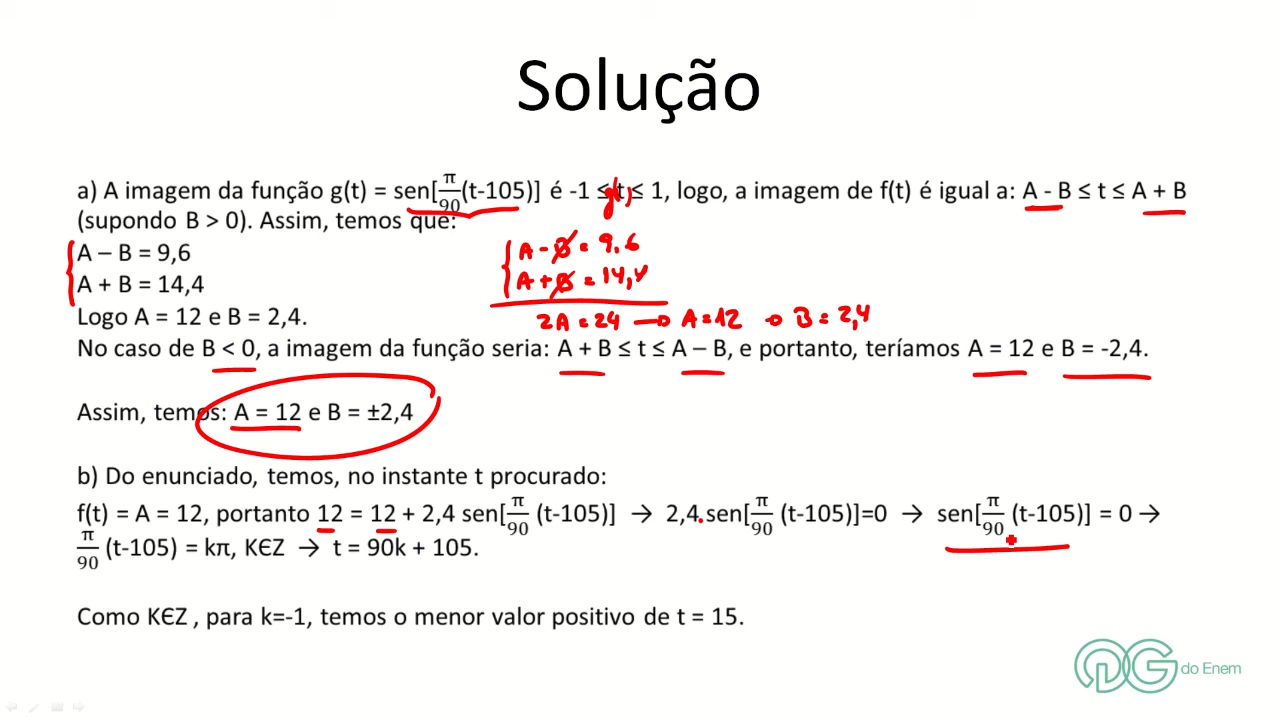 Solução
a) A imagem da função g(t) = sen[π/90(t-105)] é -1 ≤ t ≤ 1, logo, a imagem de f(t) é igual a: A - B ≤ t ≤ A + B
g(t)
(supondo B > 0). Assim, temos que:
A – B = 9,6
A + B = 14,4
A - B = 9,6
A + B = 14,4
2A = 24 → A = 12 → B = 2,4
Logo A = 12 e B = 2,4.
No caso de B < 0, a imagem da função seria: A + B ≤ t ≤ A – B, e portanto, teríamos A = 12 e B = -2,4.
Assim, temos: A = 12 e B = ±2,4
b) Do enunciado, temos, no instante t procurado:
f(t) = A = 12, portanto 12 = 12 + 2,4 sen[π/90 (t-105)] → 2,4.sen[π/90 (t-105)]=0 → sen[π/90 (t-105)] = 0 →
π/90 (t-105) = kπ, KЄZ → t = 90k + 105.
Como KЄZ , para k=-1, temos o menor valor positivo de t = 15.
QG do Enem